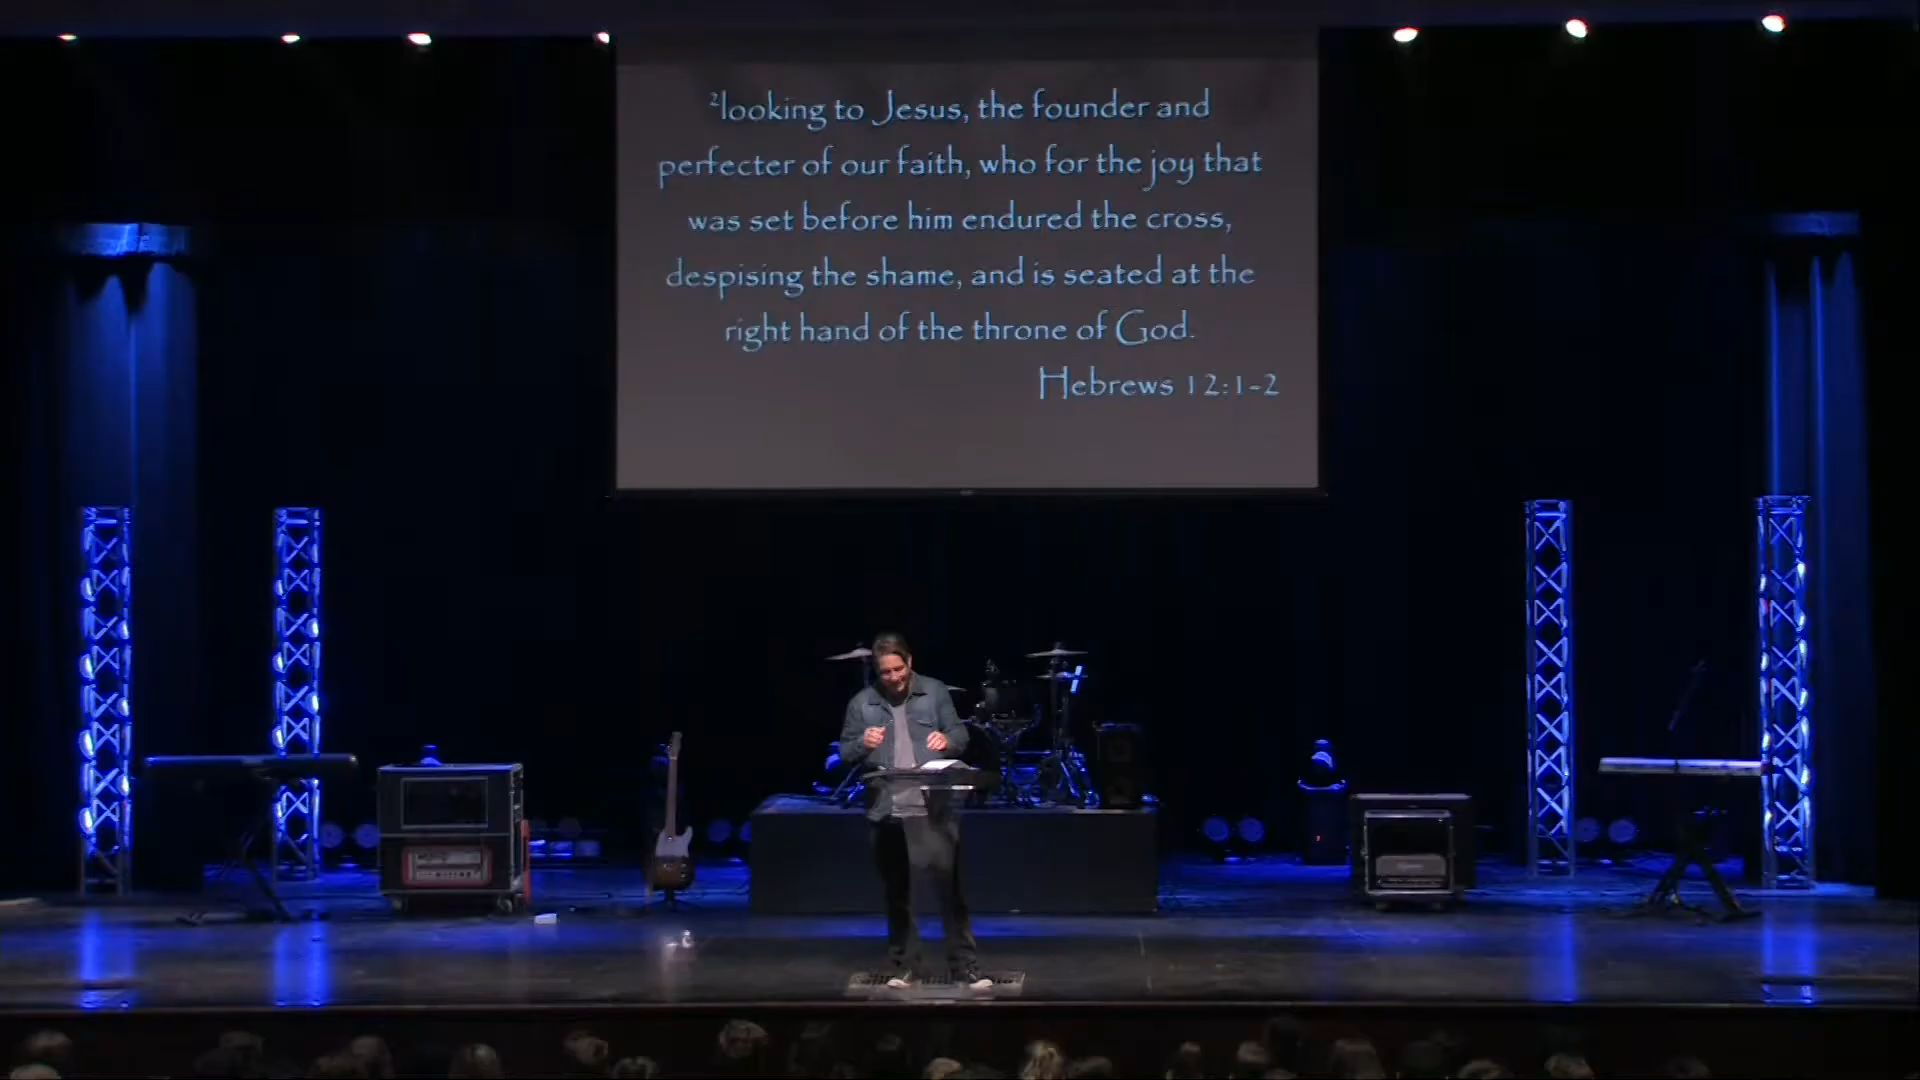 ²looking to Jesus, the founder and
perfecter of our faith, who for the joy that
was set before him endured the cross,
despising the shame, and is seated at the
right hand of the throne of God.
Hebrews 12:1-2